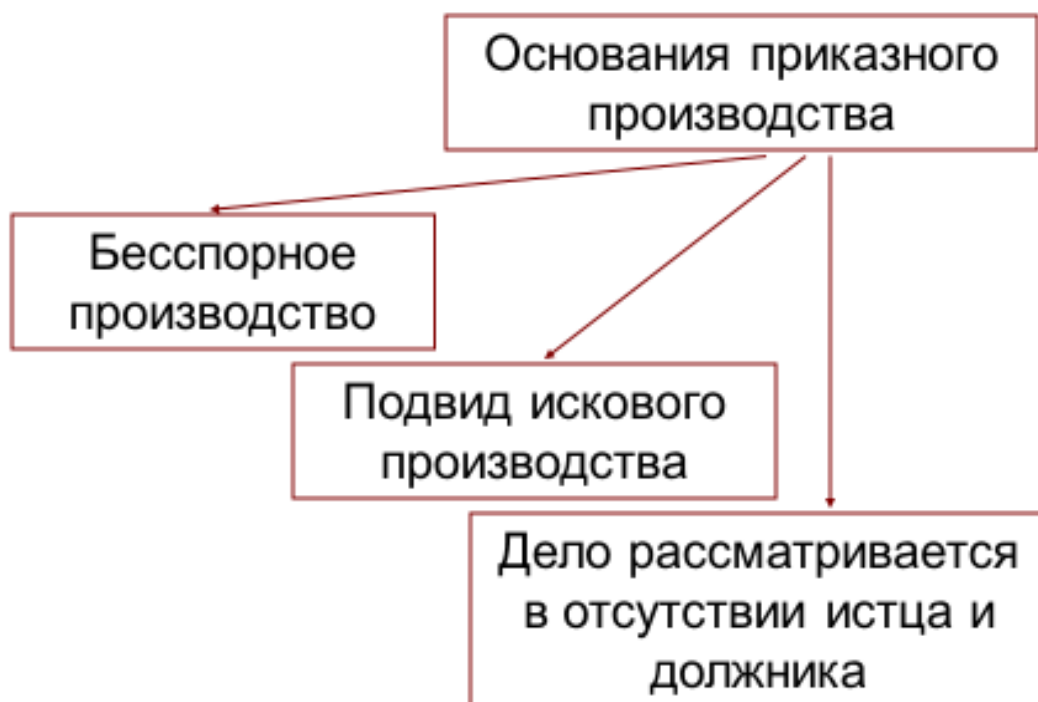 Основания приказного
производства
Бесспорное
производство
Подвид искового
производства
Дело рассматривается
в отсутствии истца и
должника